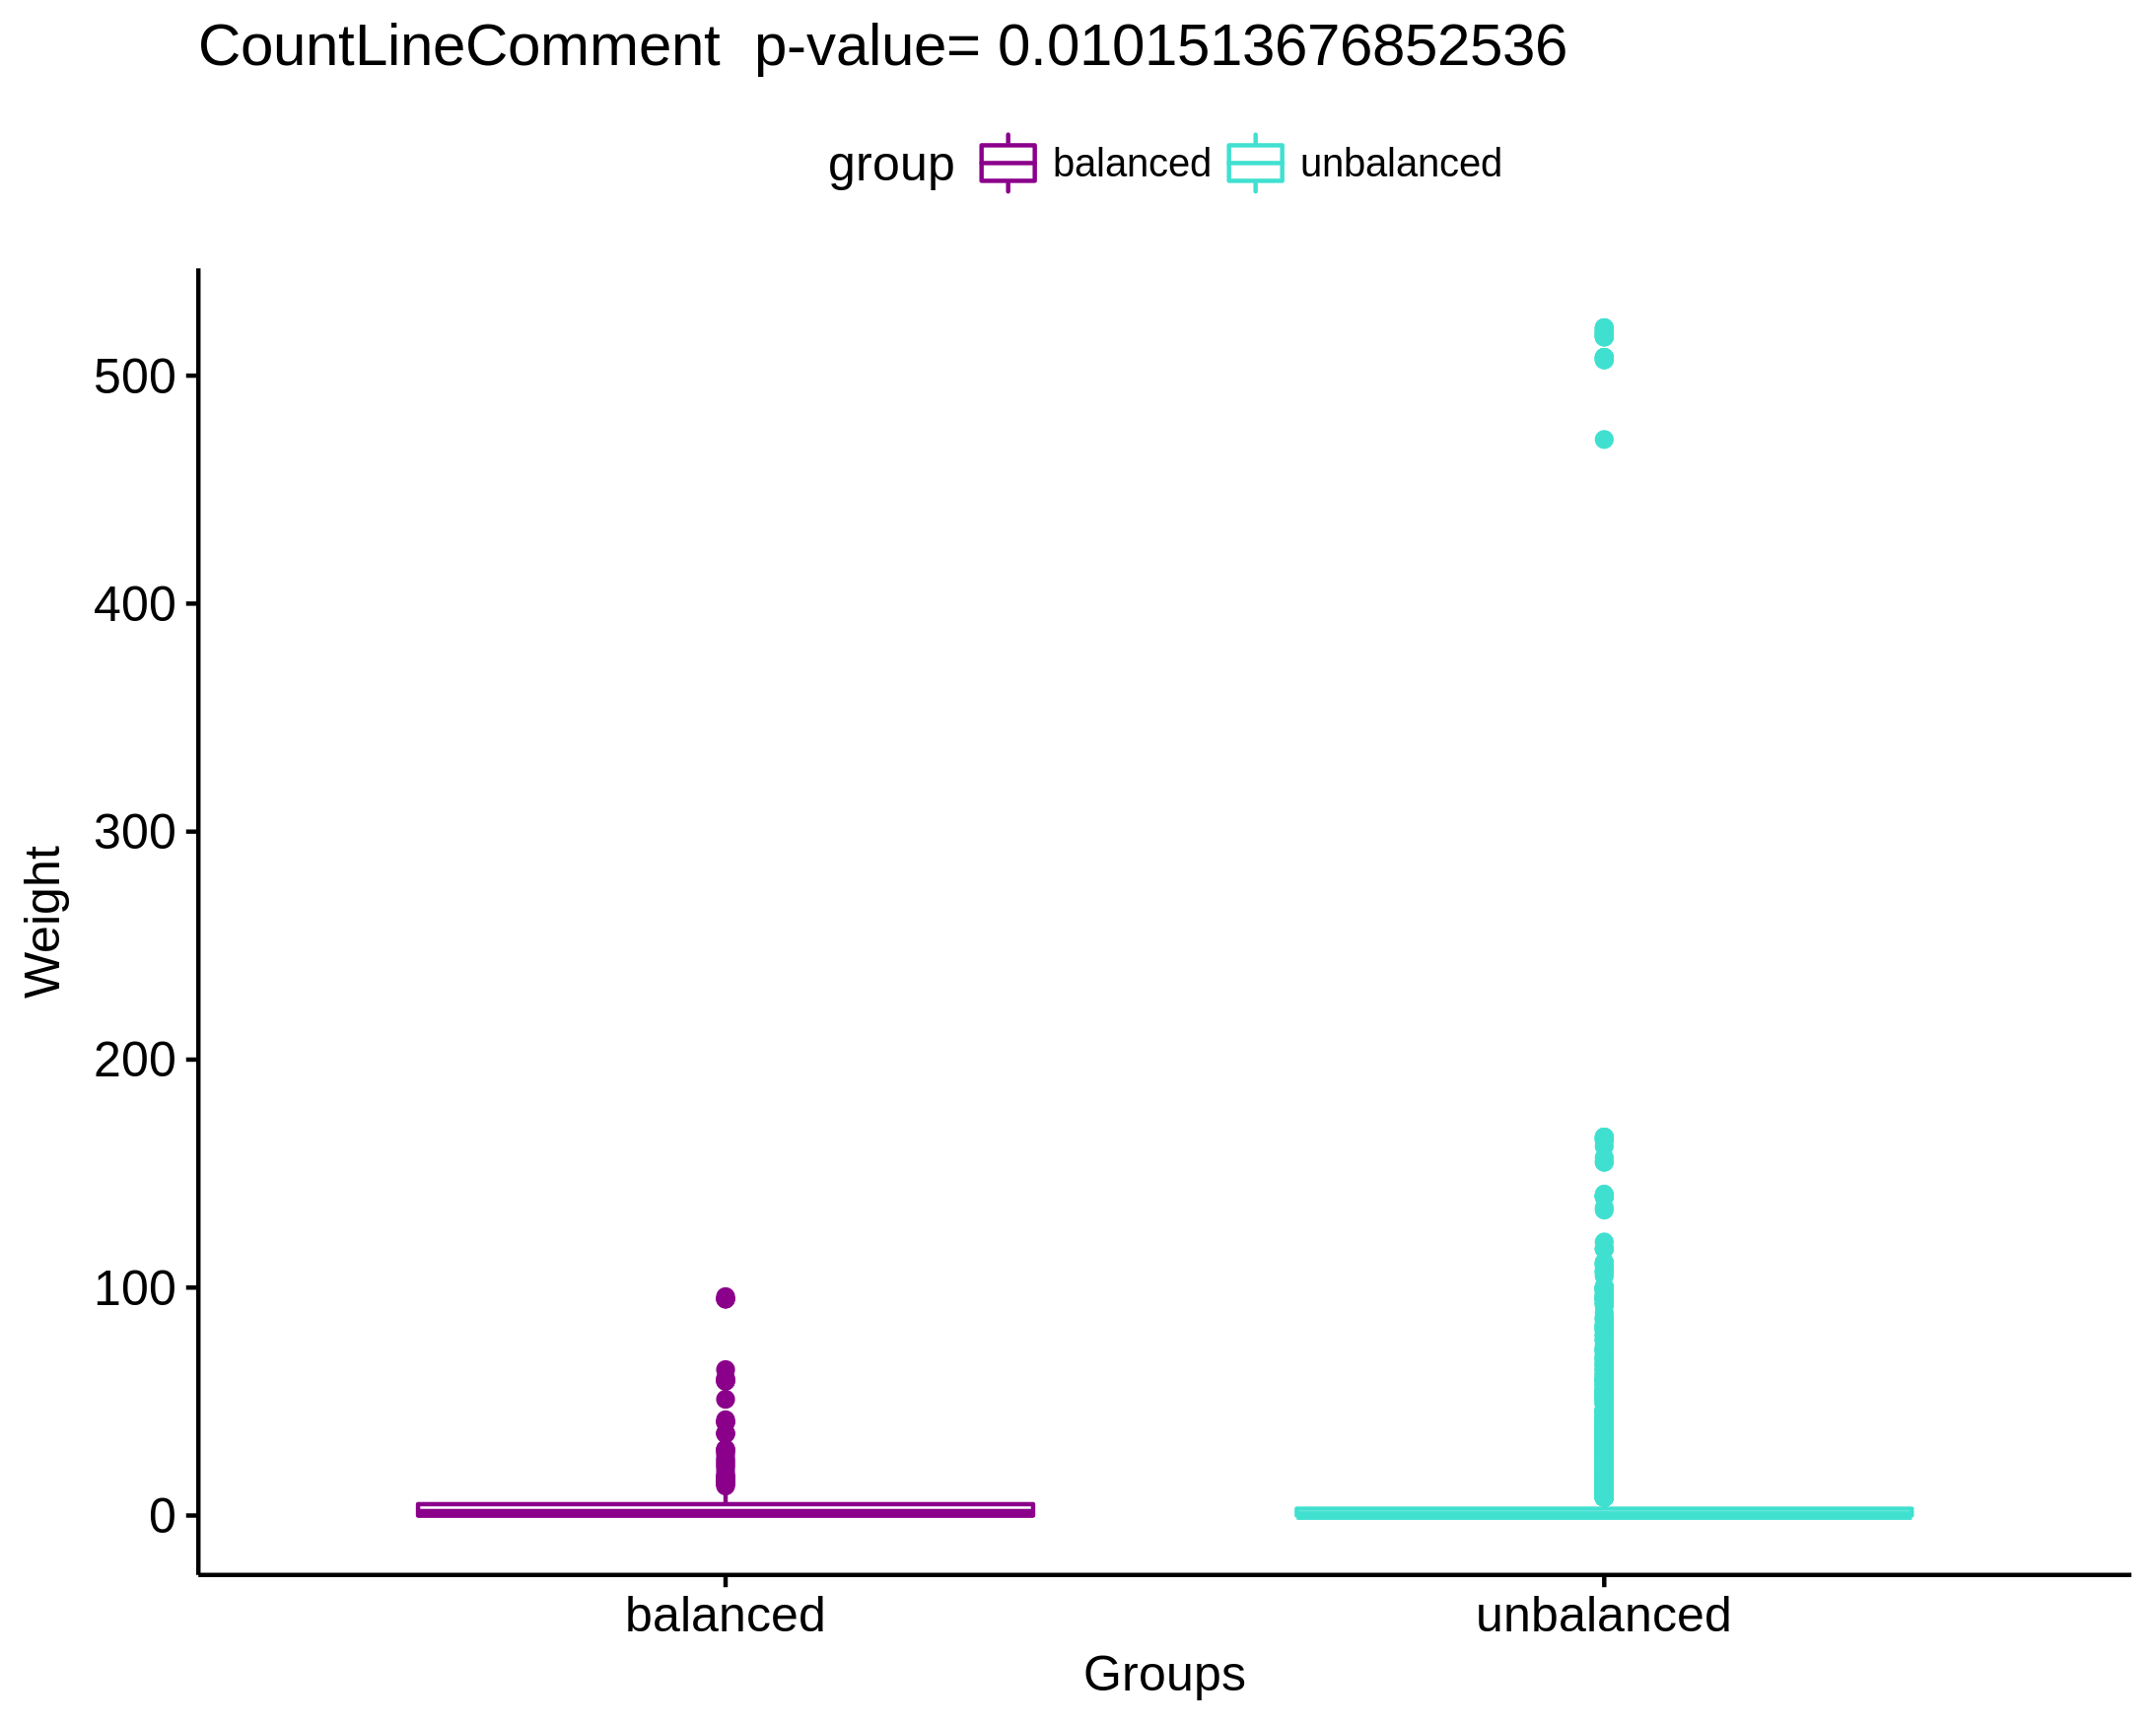 CountLineComment  p-value= 0.0101513676852536
group balanced unbalanced
500
400
300
200
100
0
Weight
balanced unbalanced
Groups